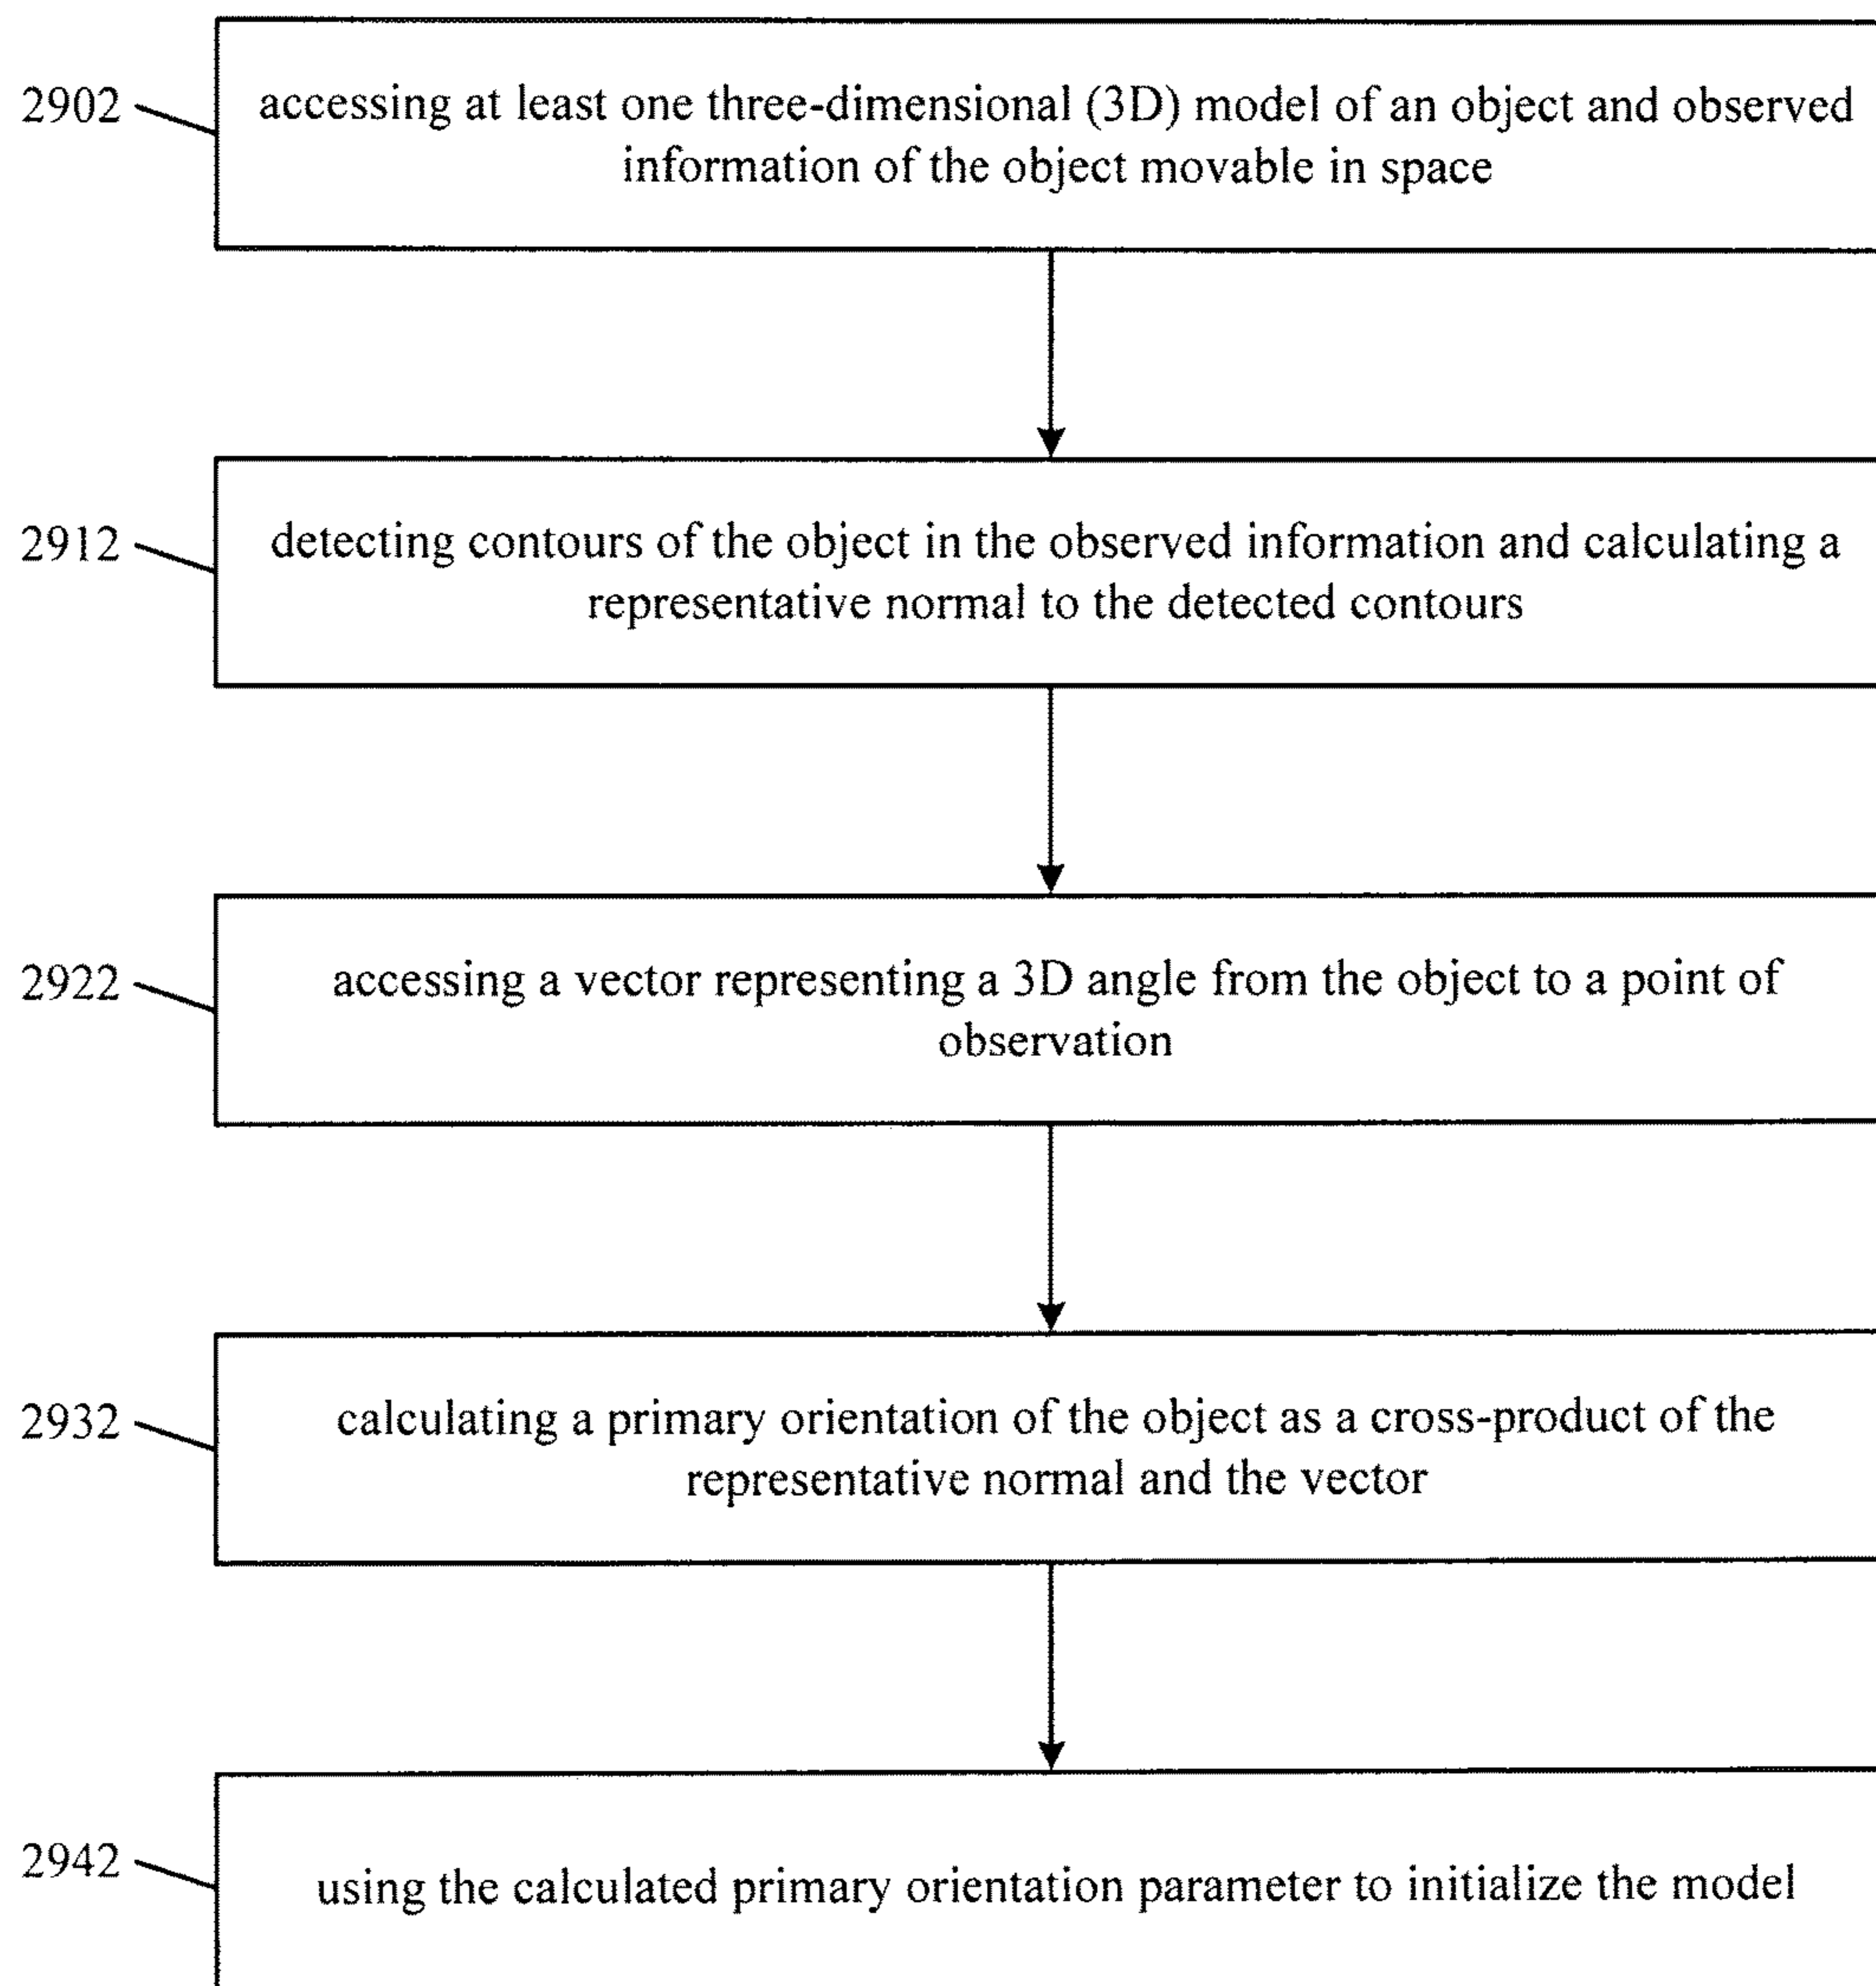 2902
accessing at least one three-dimensional (3D) model of an object and observed
information of the object movable in space
2912
detecting contours of the object in the observed information and calculating a
representative normal to the detected contours
2922
accessing a vector representing a 3D angle from the object to a point of
observation
2932
calculating a primary orientation of the object as a cross-product of the
representative normal and the vector
2942
using the calculated primary orientation parameter to initialize the model